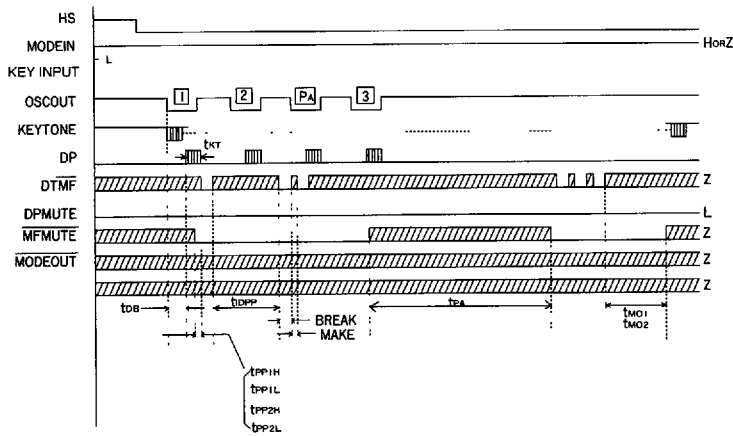 HS
MODEIN
HORZ
L
KEY INPUT
1 2 PA 3
OSCOUT
KEYTONE
tKT
DP
DTMF Z
DPMUTE L
MFMUTE Z
MODEOUT Z
Z
tDB tIDPP tPA tMO1
tMO2
BREAK
MAKE
tPP1H
tPP1L
tPP2H
tPP2L